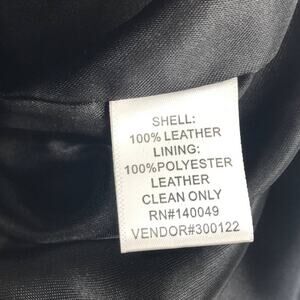 SHELL:
100% LEATHER
LINING:
100%POLYESTER
LEATHER
CLEAN ONLY
RN#140049
VENDOR#300122